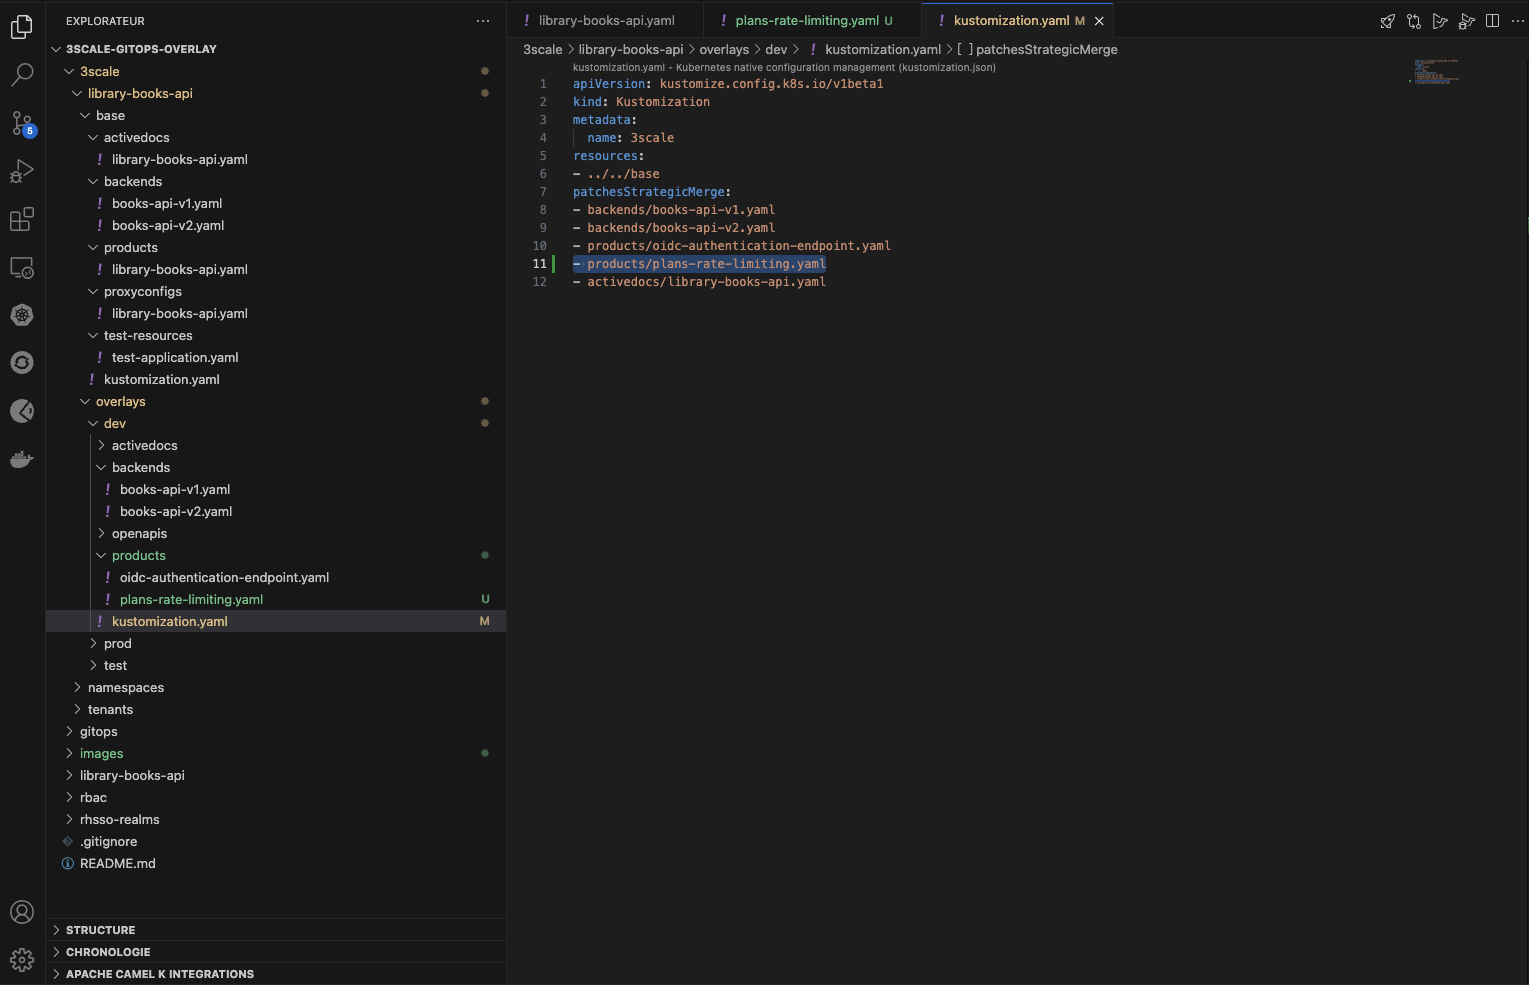 EXPLORATEUR
3SCALE-GITOPS-OVERLAY
3scale
library-books-api
base
activedocs
! library-books-api.yaml
backends
! books-api-v1.yaml
! books-api-v2.yaml
products
! library-books-api.yaml
proxyconfigs
! library-books-api.yaml
test-resources
! test-application.yaml
! kustomization.yaml
overlays
dev
activedocs
backends
! books-api-v1.yaml
! books-api-v2.yaml
openapis
products
! oidc-authentication-endpoint.yaml
! plans-rate-limiting.yaml U
! kustomization.yaml M
prod
test
namespaces
tenants
gitops
images
library-books-api
rbac
rhsso-realms
.gitignore
README.md
STRUCTURE
CHRONOLOGIE
APACHE CAMEL K INTEGRATIONS
5
! library-books-api.yaml
! plans-rate-limiting.yaml U
! kustomization.yaml M
3scale > library-books-api > overlays > dev > ! kustomization.yaml > [ ] patchesStrategicMerge
kustomization.yaml - Kubernetes native configuration management (kustomization.json)
1 apiVersion: kustomize.config.k8s.io/v1beta1
2 kind: Kustomization
3 metadata:
4 name: 3scale
5 resources:
6 - ../../base
7 patchesStrategicMerge:
8 - backends/books-api-v1.yaml
9 - backends/books-api-v2.yaml
10 - products/oidc-authentication-endpoint.yaml
11 - products/plans-rate-limiting.yaml
12 - activedocs/library-books-api.yaml